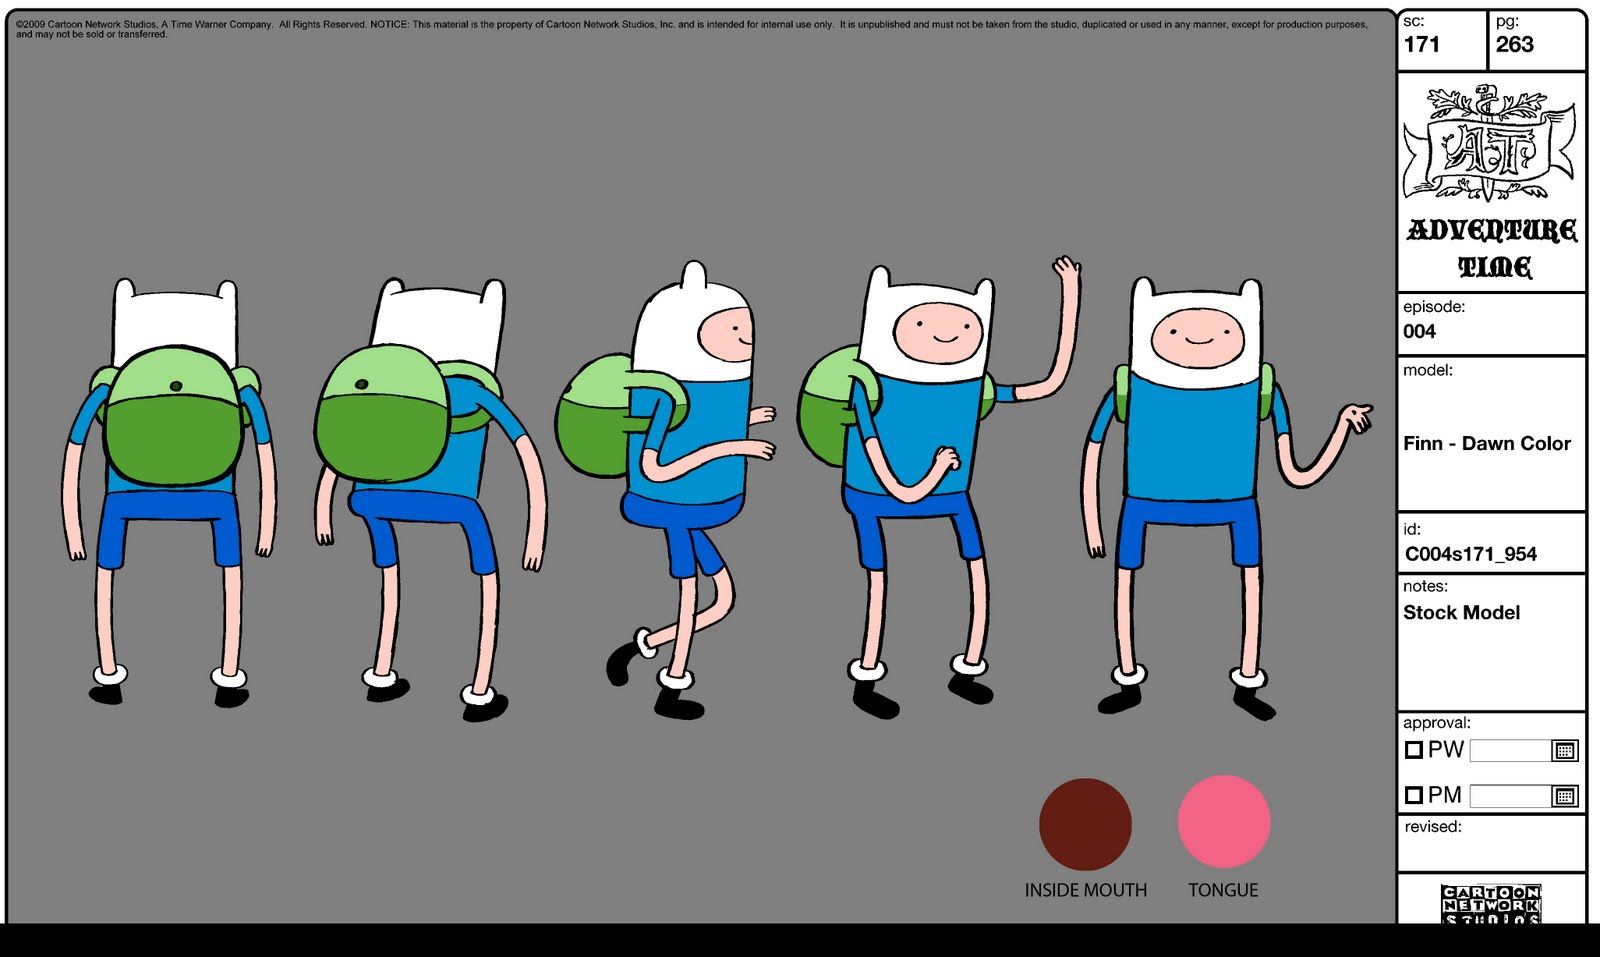 ©2009 Cartoon Network Studios, A Time Warner Company.  All Rights Reserved. NOTICE: This material is the property of Cartoon Network Studios, Inc. and is intended for internal use only.  It is unpublished and must not be taken from the studio, duplicated or used in any manner, except for production purposes,
and may not be sold or transferred.
sc:
171
pg:
263
AT
ADVENTURE
TIME
episode:
004
model:
Finn - Dawn Color
id:
C004s171_954
notes:
Stock Model
approval:
PW
PM
revised:
CARTOON
NETWORK
STUDIOS
INSIDE MOUTH
TONGUE